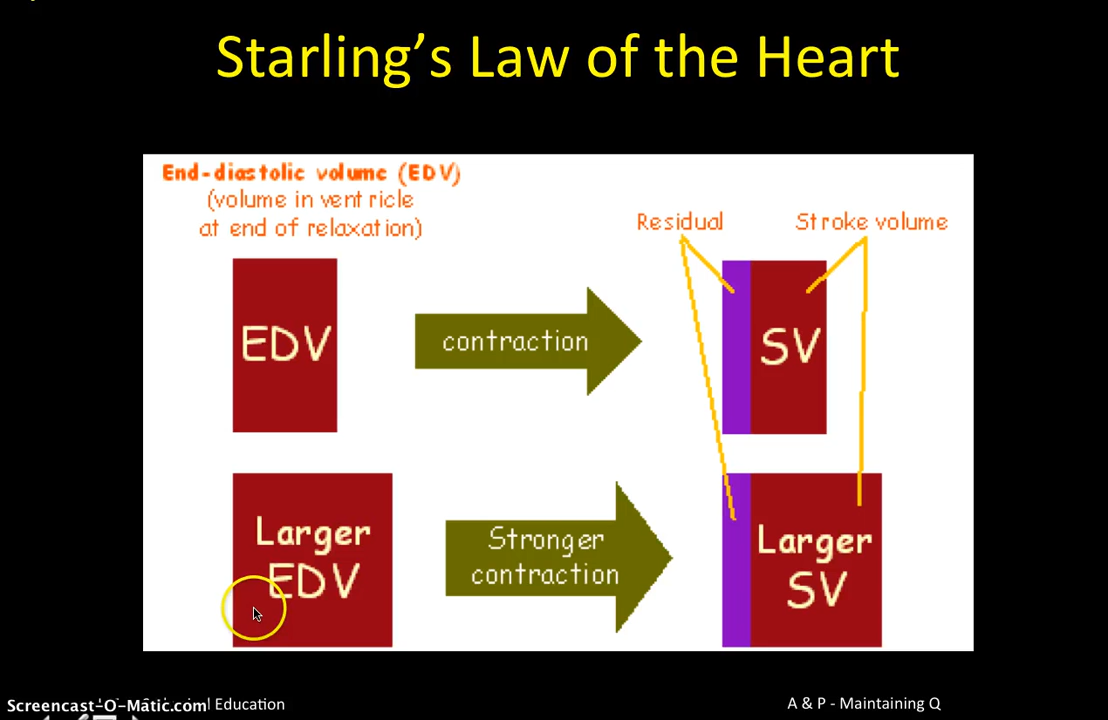 Starling's Law of the Heart
End-diastolic volume (EDV)
(volume in ventricle
at end of relaxation)
Residual
Stroke volume
EDV
contraction
SV
Larger
EDV
Stronger
contraction
Larger
SV
Screencast-O-Matic.com
l Education
A & P - Maintaining Q